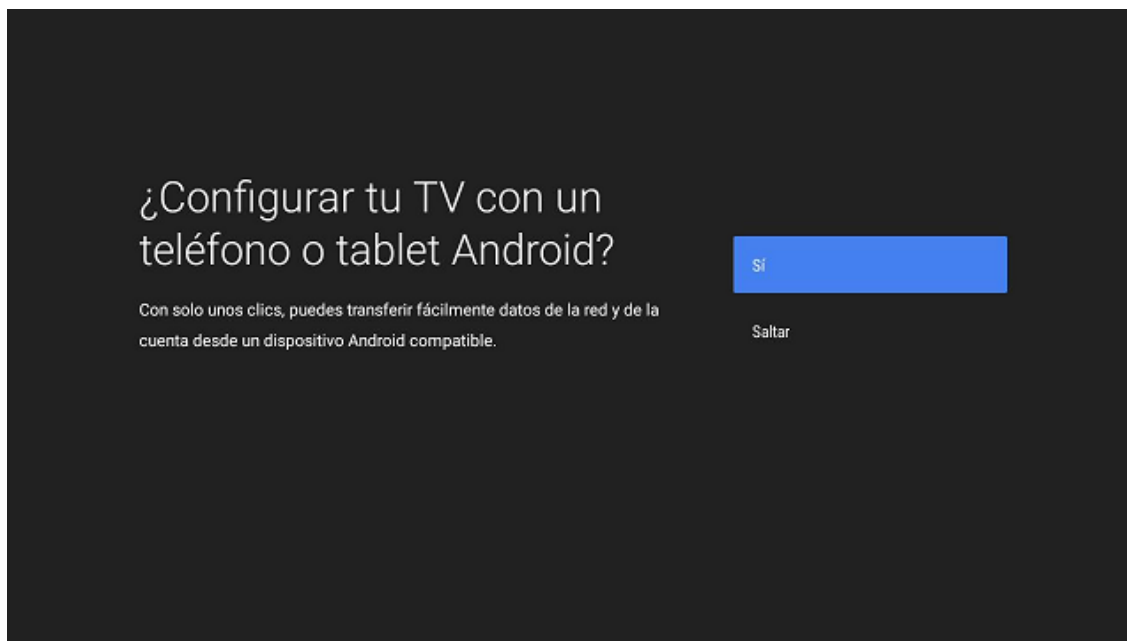 ¿Configurar tu TV con un
teléfono o tablet Android?
Con solo unos clics, puedes transferir fácilmente datos de la red y de la
cuenta desde un dispositivo Android compatible.
Sí
Saltar